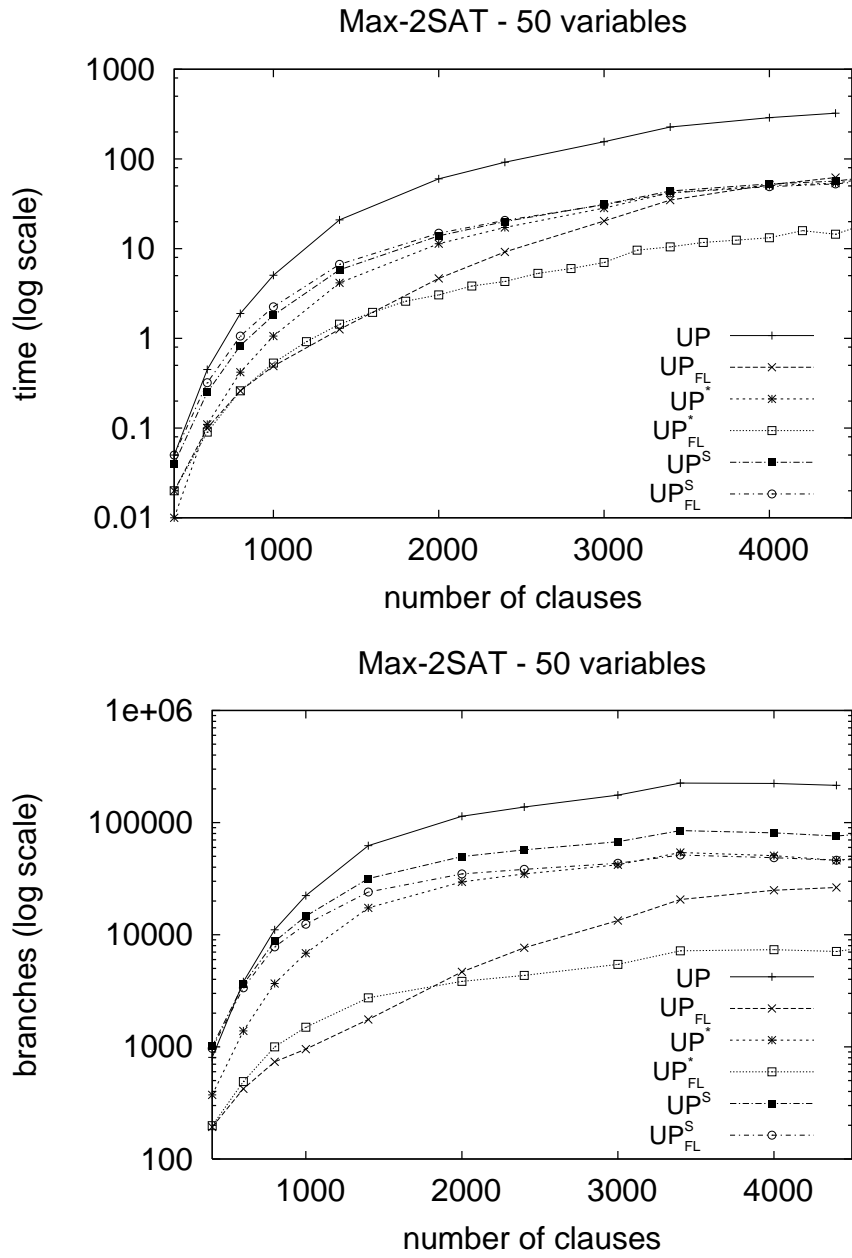 Max-2SAT - 50 variables
1000
100
10
1
0.1
0.01
time (log scale)
1000 2000 3000 4000
number of clauses
UP
UP_FL
UP^*
UP^*_FL
UP^S
UP^S_FL
Max-2SAT - 50 variables
1e+06
100000
10000
1000
100
branches (log scale)
1000 2000 3000 4000
number of clauses
UP
UP_FL
UP^*
UP^*_FL
UP^S
UP^S_FL